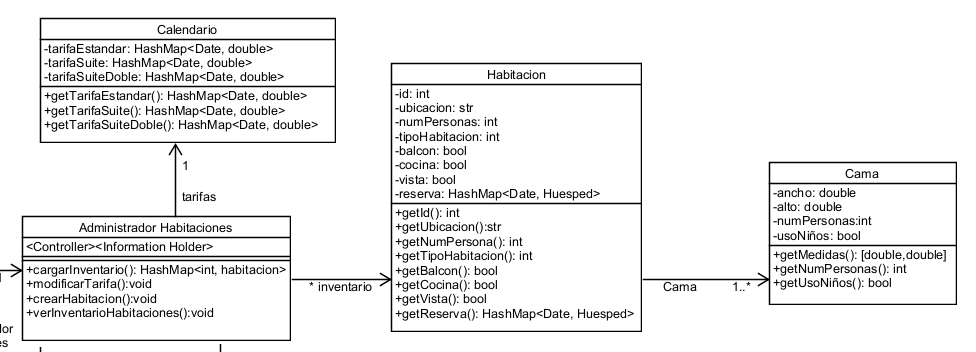 Calendario
-tarifaEstandar: HashMap<Date, double>
-tarifaSuite: HashMap<Date, double>
-tarifaSuiteDoble: HashMap<Date, double>
+getTarifaEstandar(): HashMap<Date, double>
+getTarifaSuite(): HashMap<Date, double>
+getTarifaSuiteDoble(): HashMap<Date, double>
1
tarifas
Administrador Habitaciones
<Controller><Information Holder>
+cargarInventario(): HashMap<int, habitacion>
+modificarTarifa():void
+crearHabitacion():void
+verInventarioHabitaciones():void
* inventario
Habitacion
-id: int
-ubicacion: str
-numPersonas: int
-tipoHabitacion: int
-balcon: bool
-cocina: bool
-vista: bool
-reserva: HashMap<Date, Huesped>
+getId(): int
+getUbicacion():str
+getNumPersona(): int
+getTipoHabitacion(): int
+getBalcon(): bool
+getCocina(): bool
+getVista(): bool
+getReserva(): HashMap<Date, Huesped>
Cama 1..*
Cama
-ancho: double
-alto: double
-numPersonas:int
-usoNiños: bool
+getMedidas(): [double,double]
+getNumPersonas(): int
+getUsoNiños(): bool